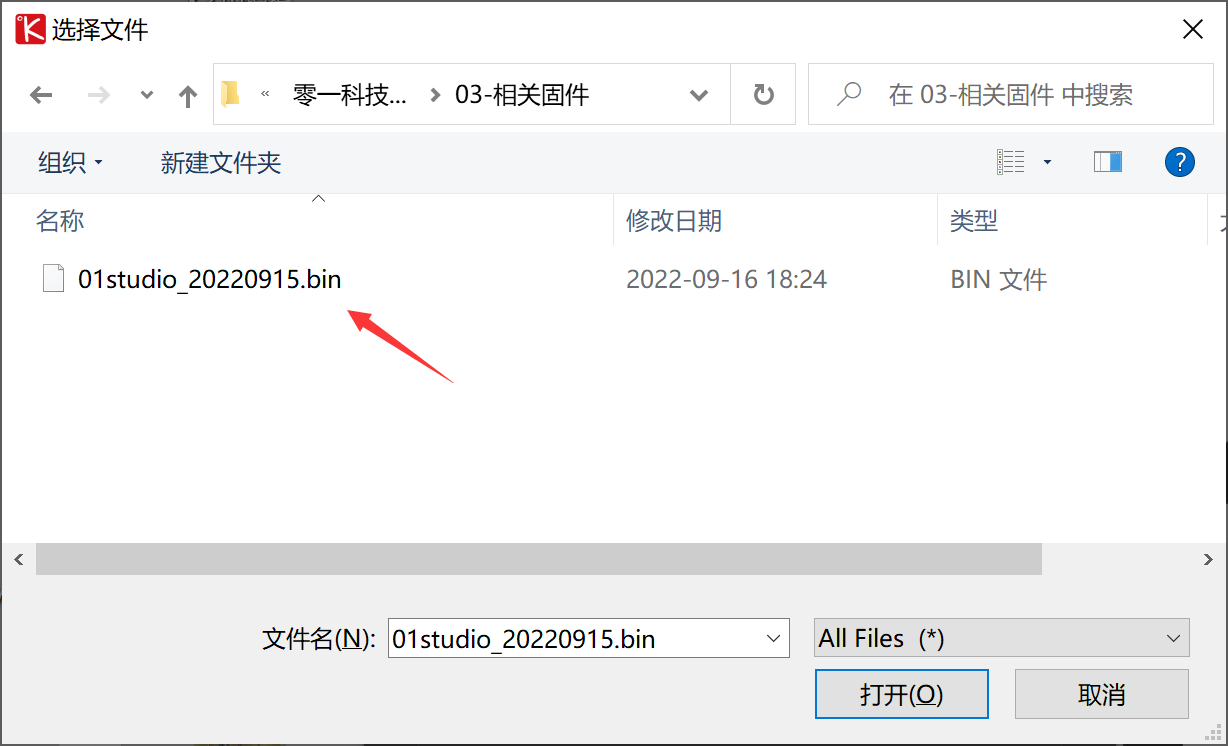 选择文件
« 零一科技... 03-相关固件 在 03-相关固件 中搜索
组织 新建文件夹 ?
名称 修改日期 类型
01studio_20220915.bin 2022-09-16 18:24 BIN 文件
文件名(N): 01studio_20220915.bin All Files (*)
打开(O) 取消